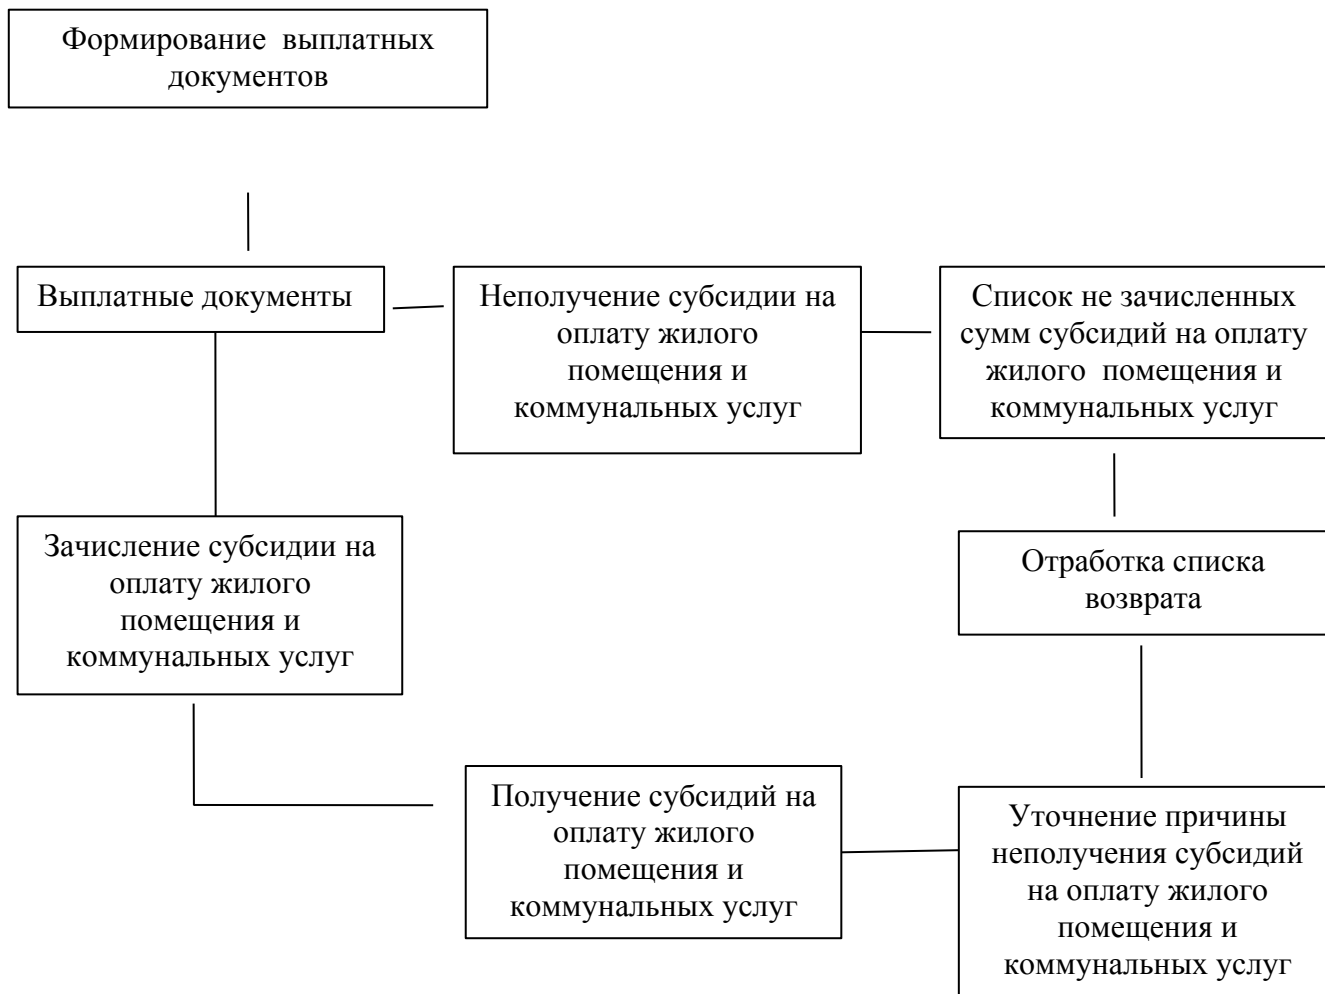 Формирование выплатных
документов
Выплатные документы
Неполучение субсидии на
оплату жилого
помещения и
коммунальных услуг
Список не зачисленных
сумм субсидий на оплату
жилого помещения и
коммунальных услуг
Зачисление субсидии на
оплату жилого
помещения и
коммунальных услуг
Отработка списка
возврата
Получение субсидий на
оплату жилого
помещения и
коммунальных услуг
Уточнение причины
неполучения субсидий
на оплату жилого
помещения и
коммунальных услуг